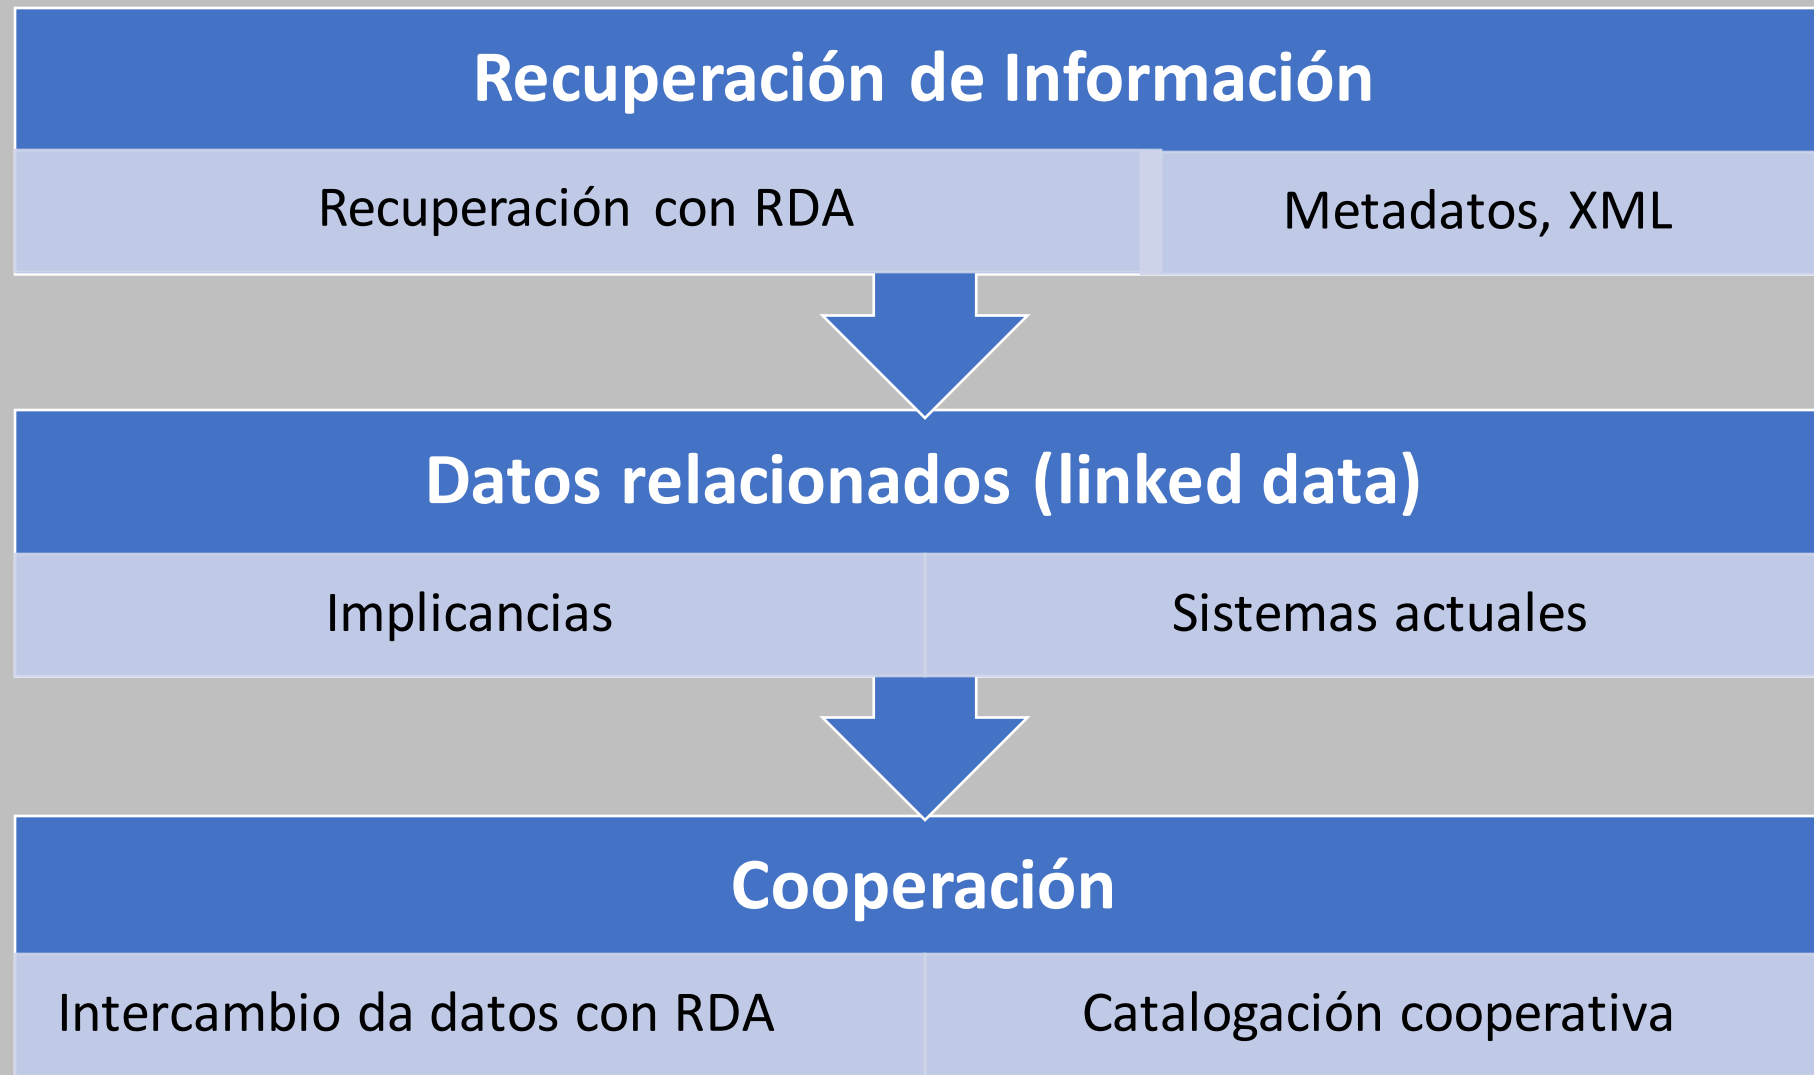 Recuperación de Información
Recuperación con RDA
Metadatos, XML
Datos relacionados (linked data)
Implicancias
Sistemas actuales
Cooperación
Intercambio da datos con RDA
Catalogación cooperativa